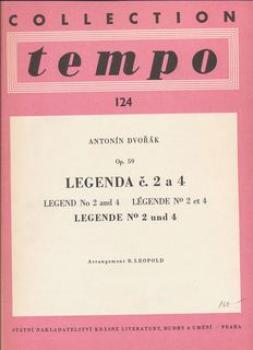 COLLECTION
tempo
124
ANTONÍN DVOŘÁK
Op. 59
LEGENDA č. 2 a 4
LEGEND No 2 and 4 LÉGENDE Nº 2 et 4
LEGENDE Nº 2 und 4
Arrangement B. LEOPOLD
STÁTNÍ NAKLADATELSTVÍ KRÁSNÉ LITERATURY, HUDBY A UMĚNÍ - PRAHA